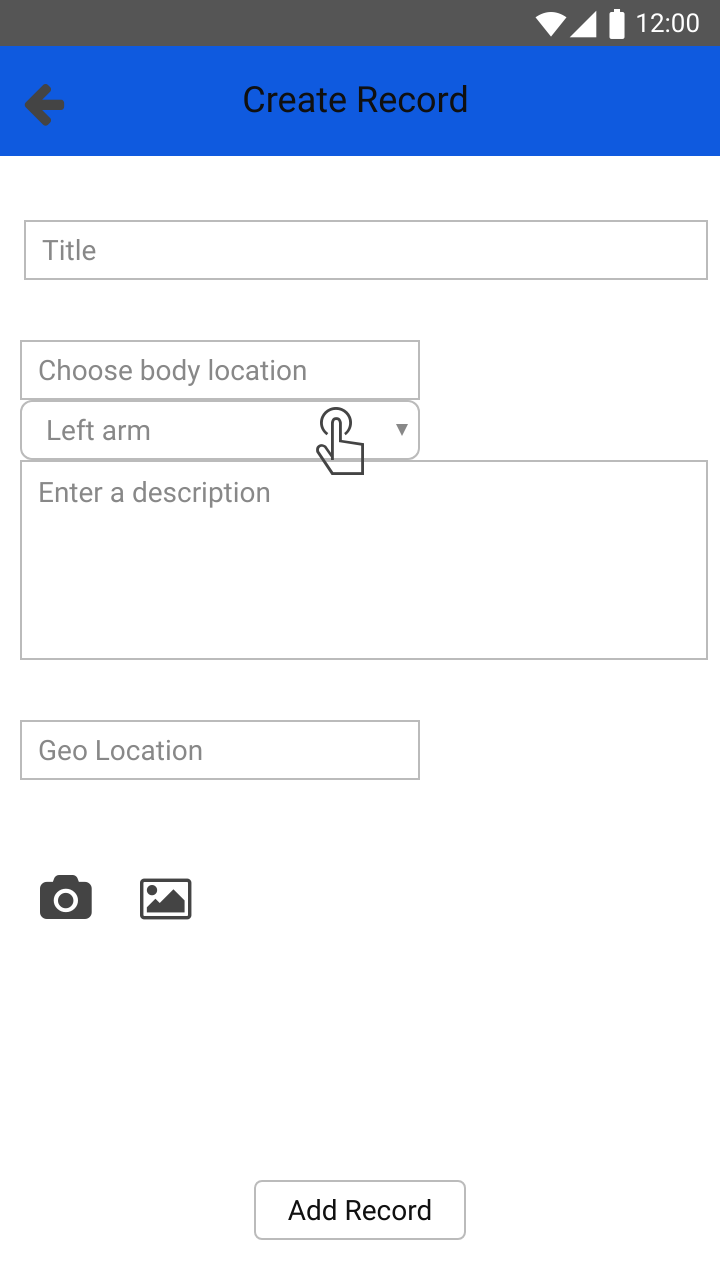 12:00
Create Record
Title
Choose body location
Left arm
Enter a description
Geo Location
Add Record